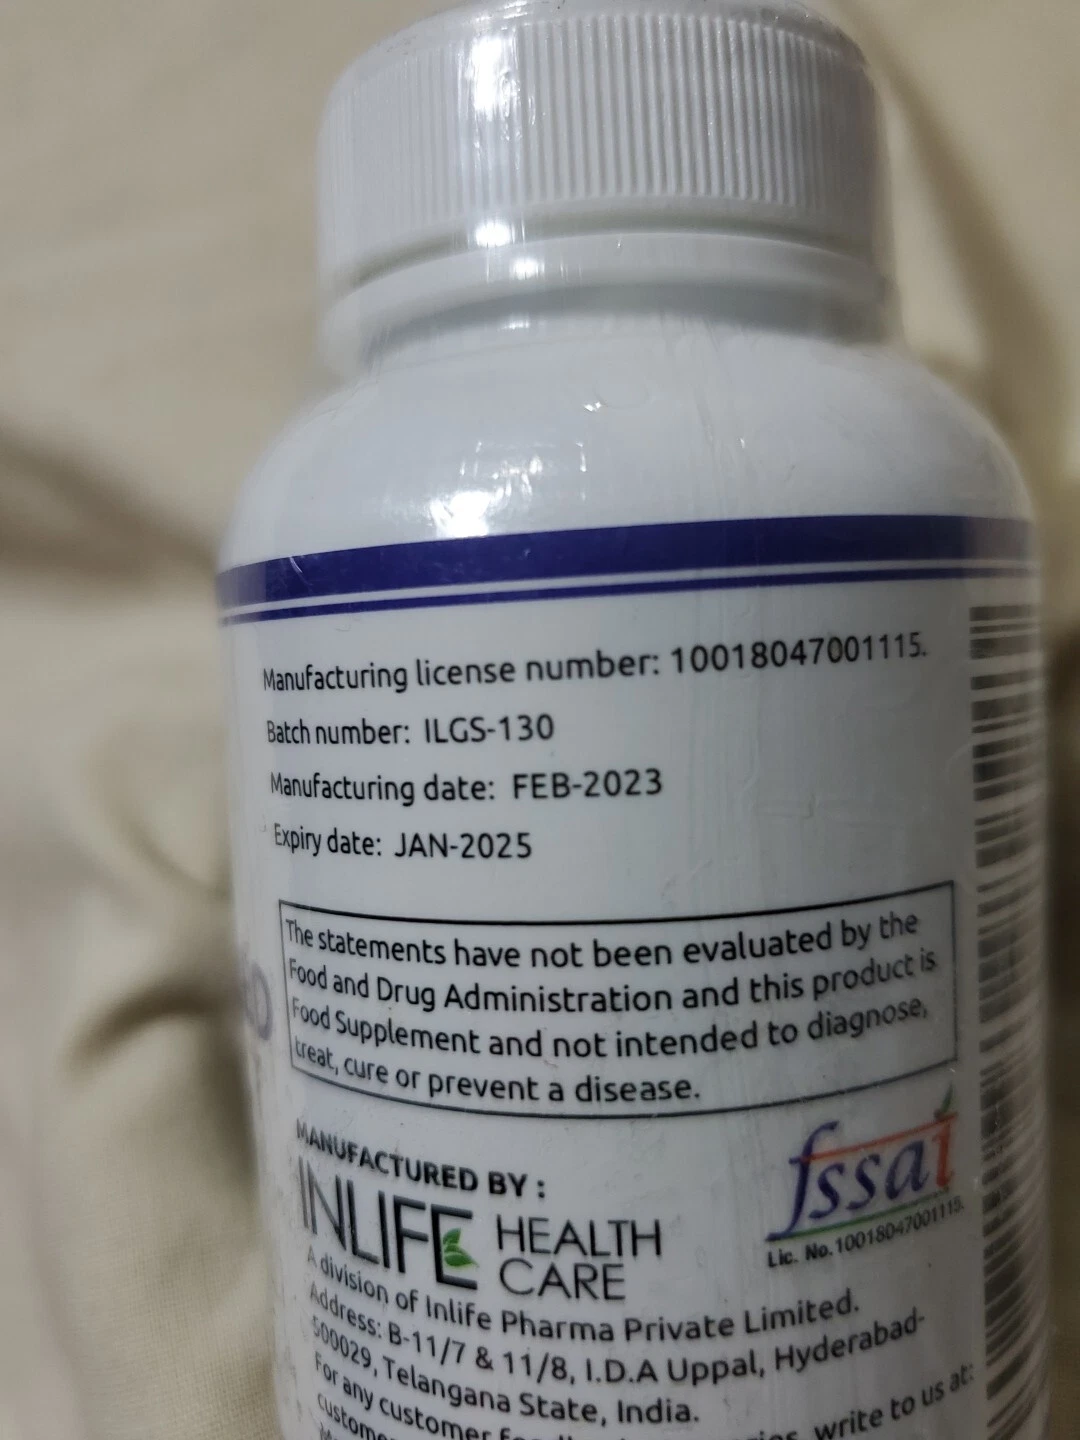 Manufacturing license number: 10018047001115.
Batch number: ILGS-130
Manufacturing date: FEB-2023
Expiry date: JAN-2025
The statements have not been evaluated by the
Food and Drug Administration and this product is
Food Supplement and not intended to diagnose,
treat, cure or prevent a disease.
MANUFACTURED BY :
INLIFE HEALTH
CARE
fssai
Lic. No. 10018047001115.
A division of Inlife Pharma Private Limited.
Address: B-11/7 & 11/8, I.D.A Uppal, Hyderabad-
500029, Telangana State, India.
For any customer write to us at: